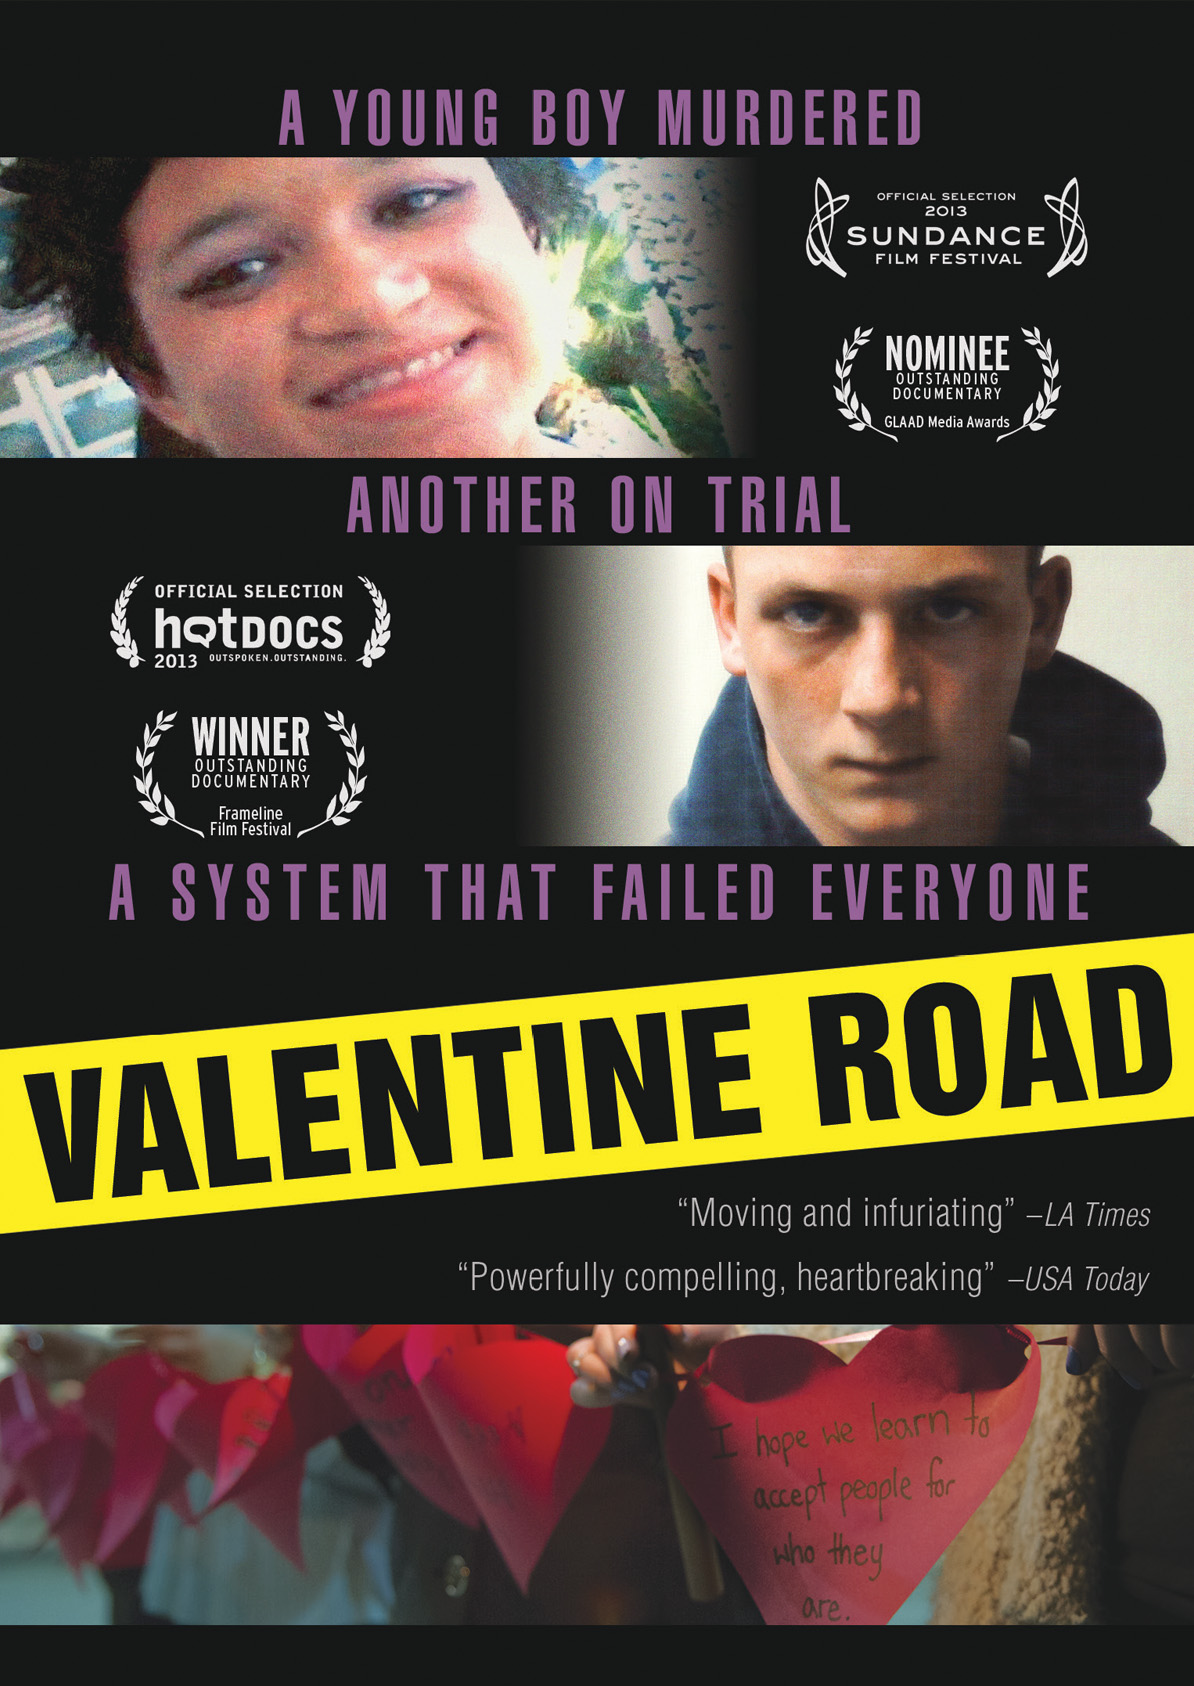 A YOUNG BOY MURDERED
OFFICIAL SELECTION
2013
SUNDANCE
FILM FESTIVAL
NOMINEE
OUTSTANDING
DOCUMENTARY
GLAAD Media Awards
ANOTHER ON TRIAL
OFFICIAL SELECTION
hotDOCS
2013 OUTSPOKEN.OUTSTANDING.
WINNER
OUTSTANDING
DOCUMENTARY
Frameline
Film Festival
A SYSTEM THAT FAILED EVERYONE
VALENTINE ROAD
“Moving and infuriating” –LA Times
“Powerfully compelling, heartbreaking” –USA Today
I hope we learn to
accept people for
who they
are.